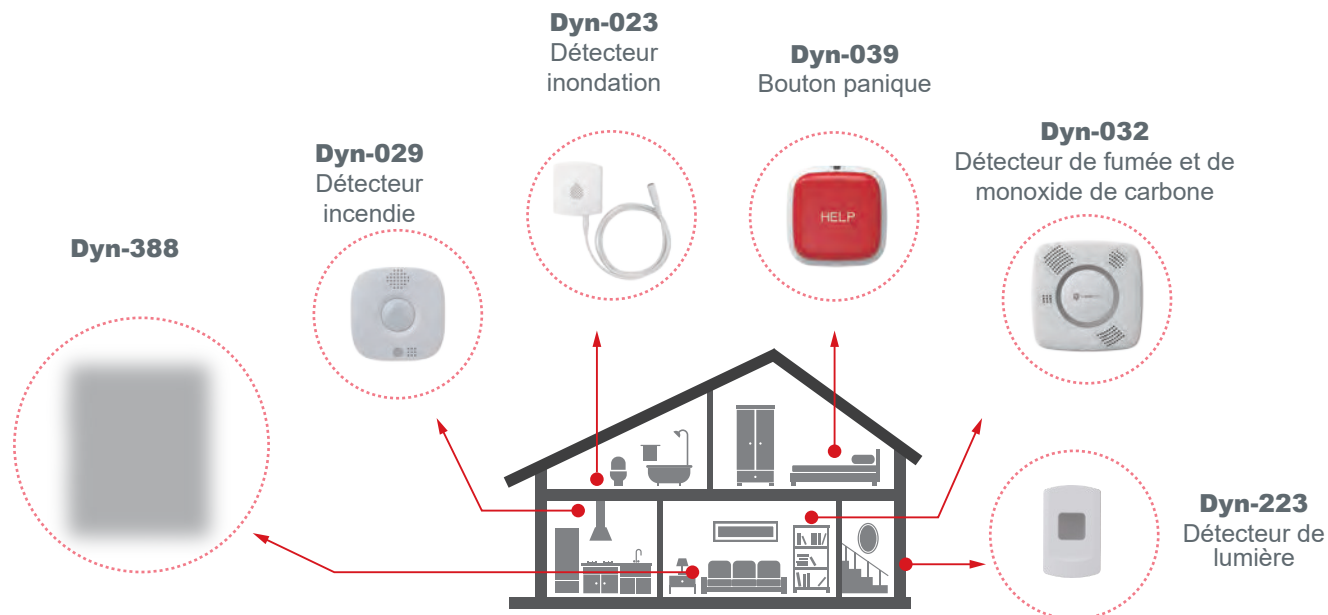 Dyn-023
Détecteur
inondation
Dyn-039
Bouton panique
Dyn-032
Détecteur de fumée et de
monoxide de carbone
Dyn-029
Détecteur
incendie
Dyn-388
HELP
Dyn-223
Détecteur de
lumière